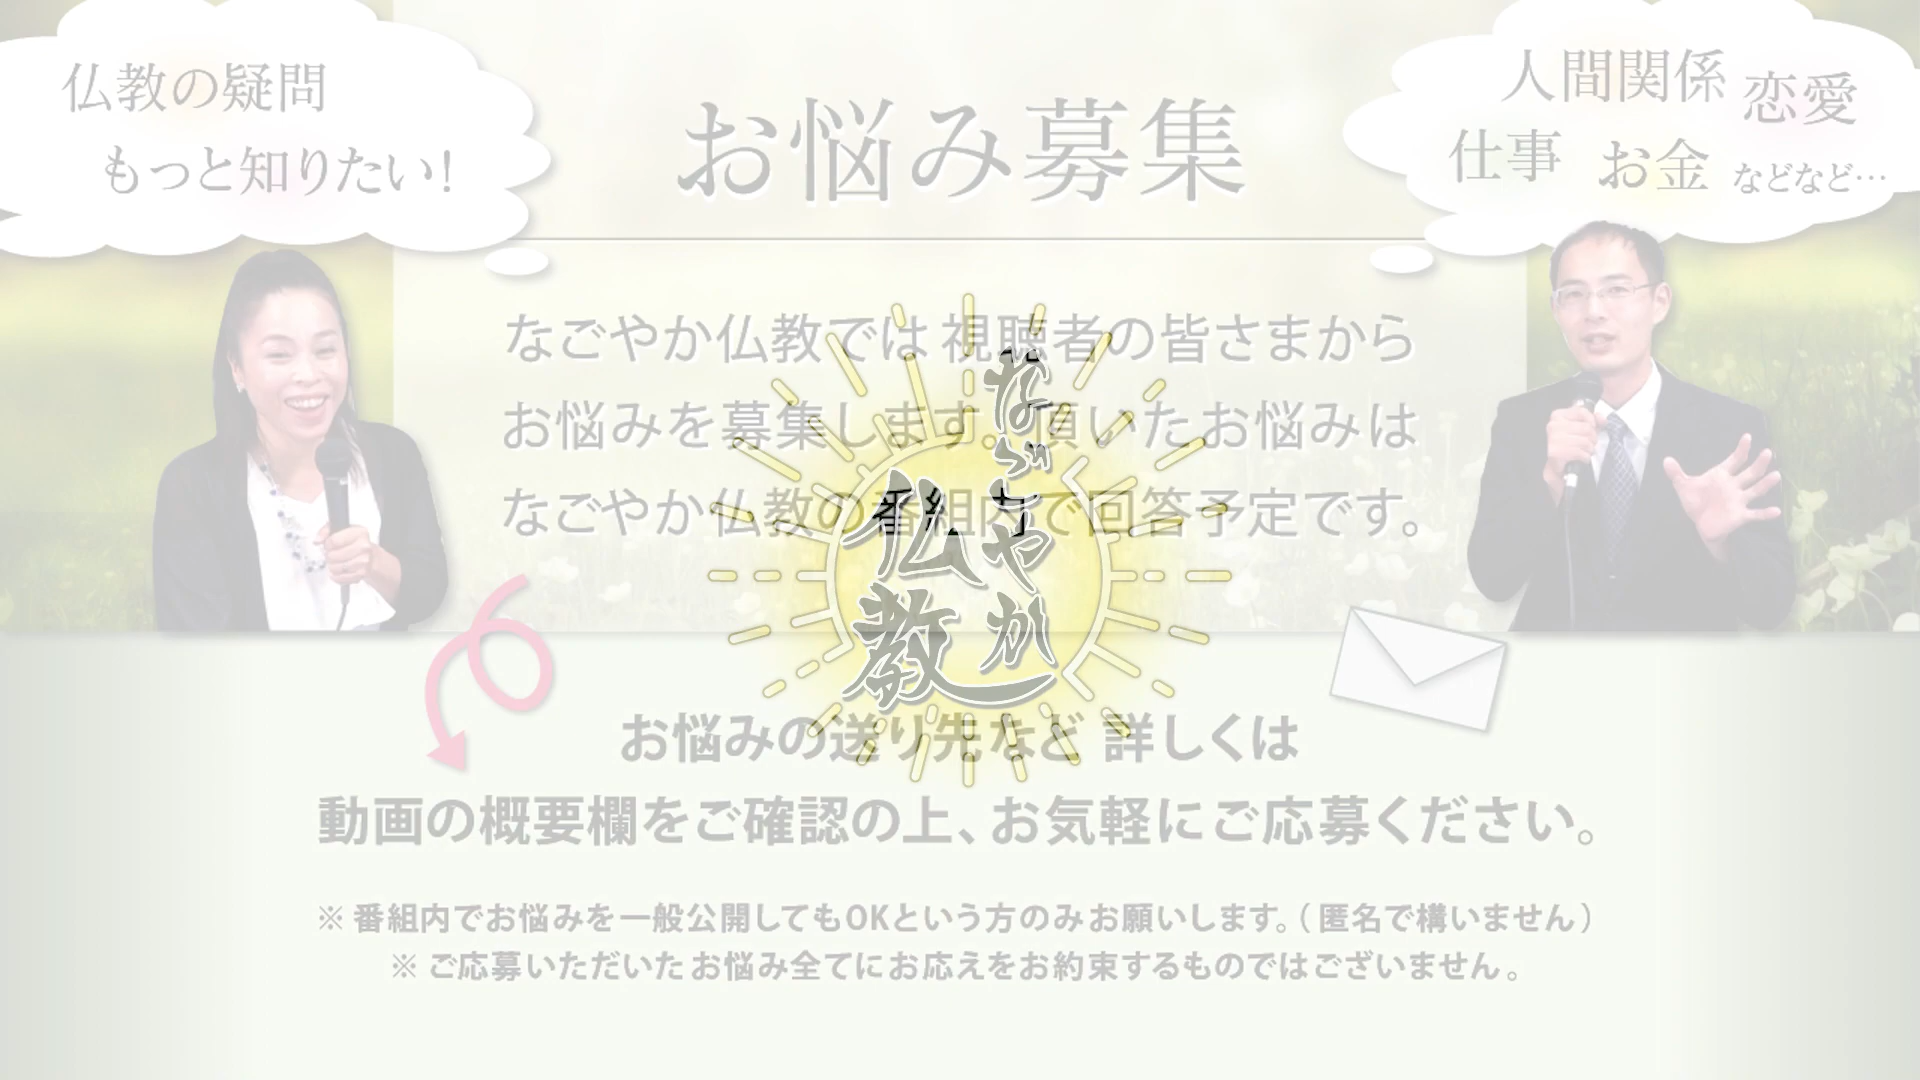 仏教の疑問
もっと知りたい！
お悩み募集
人間関係 恋愛
仕事 お金 などなど…
なごやか仏教では 視聴者の皆さまから
お悩みを募集します。頂いたお悩みは
なごやか仏教の番組内で回答予定です。
なごやか
仏教
お悩みの送り先など 詳しくは
動画の概要欄をご確認の上、お気軽にご応募ください。
※ 番組内でお悩みを一般公開してもOKという方のみお願いします。（匿名で構いません）
※ ご応募いただいたお悩み全てにお応えをお約束するものではございません。